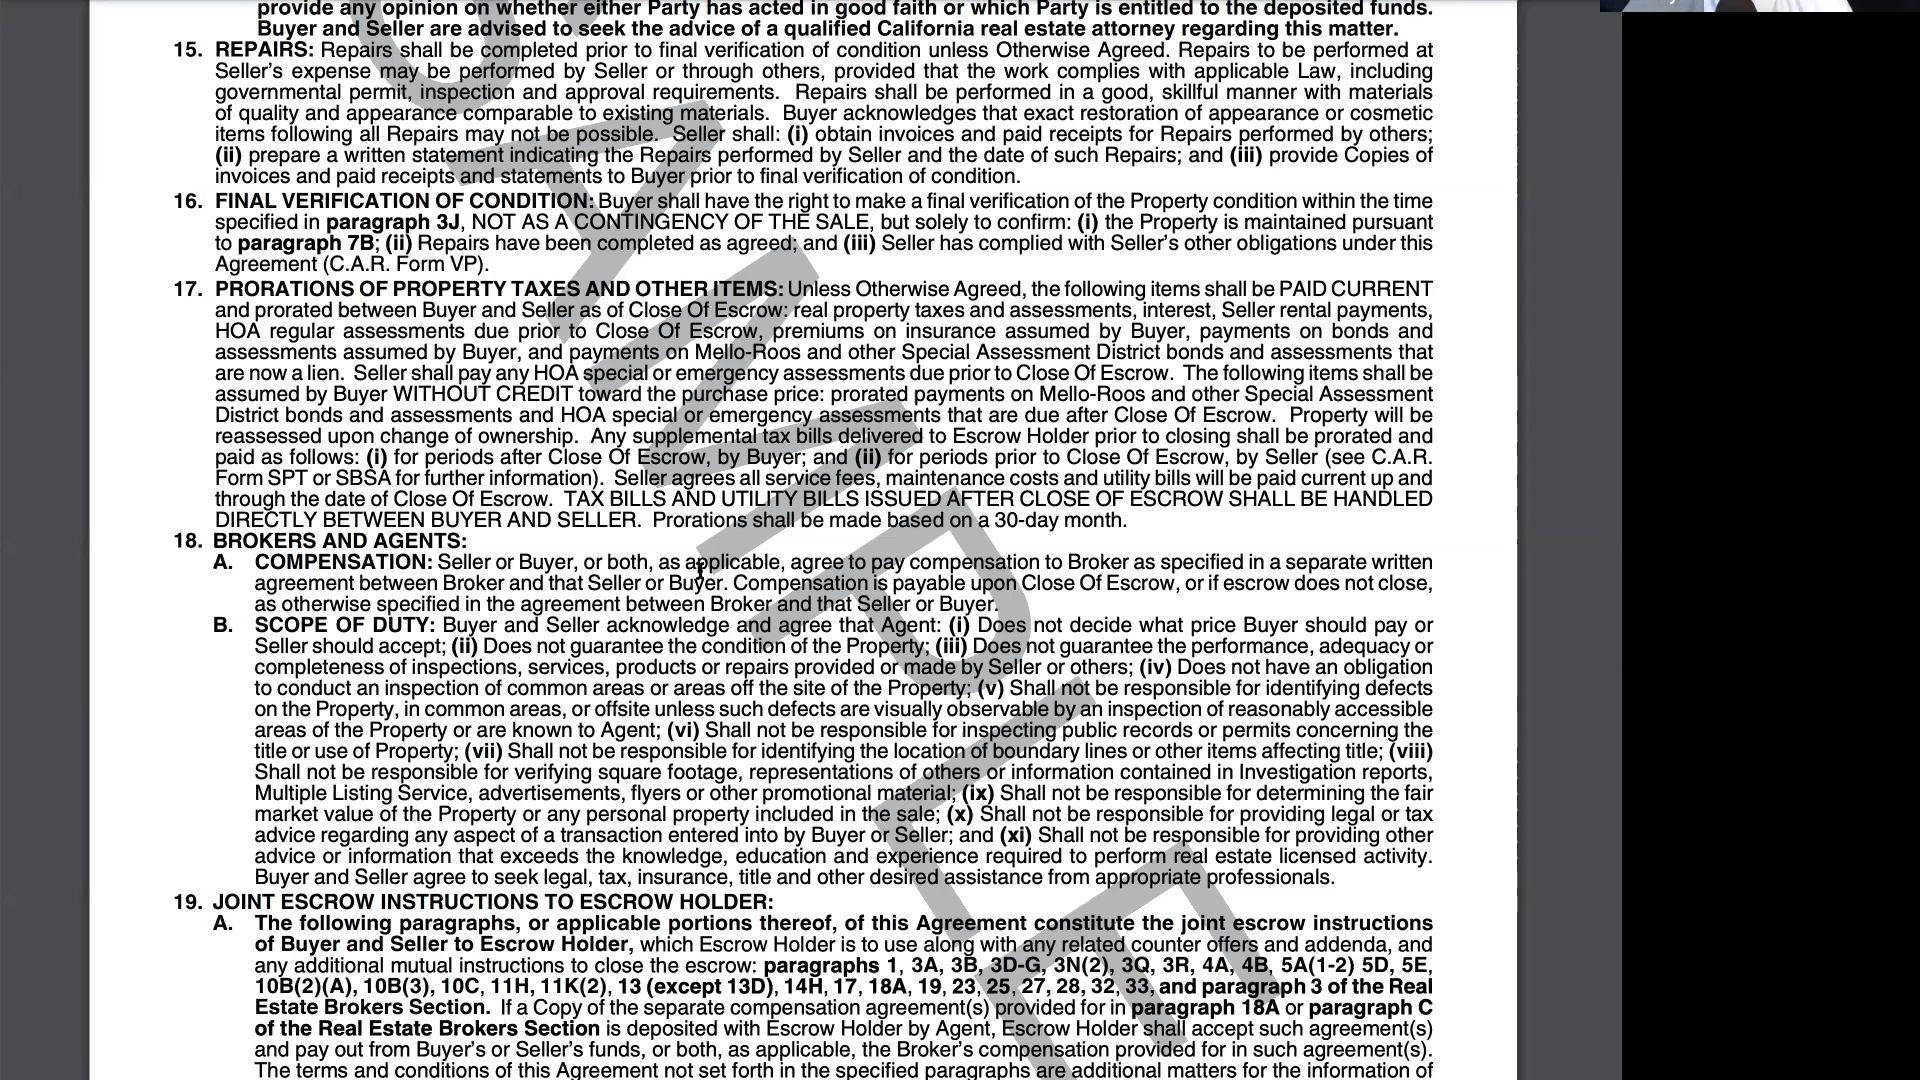 provide any opinion on whether either Party has acted in good faith or which Party is entitled to the deposited funds.
Buyer and Seller are advised to seek the advice of a qualified California real estate attorney regarding this matter.
15. REPAIRS: Repairs shall be completed prior to final verification of condition unless Otherwise Agreed. Repairs to be performed at
Seller's expense may be performed by Seller or through others, provided that the work complies with applicable Law, including
governmental permit, inspection and approval requirements. Repairs shall be performed in a good, skillful manner with materials
of quality and appearance comparable to existing materials. Buyer acknowledges that exact restoration of appearance or cosmetic
items following all Repairs may not be possible. Seller shall: (i) obtain invoices and paid receipts for Repairs performed by others;
(ii) prepare a written statement indicating the Repairs performed by Seller and the date of such Repairs; and (iii) provide Copies of
invoices and paid receipts and statements to Buyer prior to final verification of condition.
16. FINAL VERIFICATION OF CONDITION: Buyer shall have the right to make a final verification of the Property condition within the time
specified in paragraph 3J, NOT AS A CONTINGENCY OF THE SALE, but solely to confirm: (i) the Property is maintained pursuant
to paragraph 7B; (ii) Repairs have been completed as agreed; and (iii) Seller has complied with Seller's other obligations under this
Agreement (C.A.R. Form VP).
17. PRORATIONS OF PROPERTY TAXES AND OTHER ITEMS: Unless Otherwise Agreed, the following items shall be PAID CURRENT
and prorated between Buyer and Seller as of Close Of Escrow: real property taxes and assessments, interest, Seller rental payments,
HOA regular assessments due prior to Close Of Escrow, premiums on insurance assumed by Buyer, payments on bonds and
assessments assumed by Buyer, and payments on Mello-Roos and other Special Assessment District bonds and assessments that
are now a lien. Seller shall pay any HOA special or emergency assessments due prior to Close Of Escrow. The following items shall be
assumed by Buyer WITHOUT CREDIT toward the purchase price: prorated payments on Mello-Roos and other Special Assessment
District bonds and assessments and HOA special or emergency assessments that are due after Close Of Escrow. Property will be
reassessed upon change of ownership. Any supplemental tax bills delivered to Escrow Holder prior to closing shall be prorated and
paid as follows: (i) for periods after Close Of Escrow, by Buyer; and (ii) for periods prior to Close Of Escrow, by Seller (see C.A.R.
Form SPT or SBSA for further information). Seller agrees all service fees, maintenance costs and utility bills will be paid current up and
through the date of Close Of Escrow. TAX BILLS AND UTILITY BILLS ISSUED AFTER CLOSE OF ESCROW SHALL BE HANDLED
DIRECTLY BETWEEN BUYER AND SELLER. Prorations shall be made based on a 30-day month.
18. BROKERS AND AGENTS:
A. COMPENSATION: Seller or Buyer, or both, as applicable, agree to pay compensation to Broker as specified in a separate written
agreement between Broker and that Seller or Buyer. Compensation is payable upon Close Of Escrow, or if escrow does not close,
as otherwise specified in the agreement between Broker and that Seller or Buyer.
B. SCOPE OF DUTY: Buyer and Seller acknowledge and agree that Agent: (i) Does not decide what price Buyer should pay or
Seller should accept; (ii) Does not guarantee the condition of the Property; (iii) Does not guarantee the performance, adequacy or
completeness of inspections, services, products or repairs provided or made by Seller or others; (iv) Does not have an obligation
to conduct an inspection of common areas or areas off the site of the Property; (v) Shall not be responsible for identifying defects
on the Property, in common areas, or offsite unless such defects are visually observable by an inspection of reasonably accessible
areas of the Property or are known to Agent; (vi) Shall not be responsible for inspecting public records or permits concerning the
title or use of Property; (vii) Shall not be responsible for identifying the location of boundary lines or other items affecting title; (viii)
Shall not be responsible for verifying square footage, representations of others or information contained in Investigation reports,
Multiple Listing Service, advertisements, flyers or other promotional material; (ix) Shall not be responsible for determining the fair
market value of the Property or any personal property included in the sale; (x) Shall not be responsible for providing legal or tax
advice regarding any aspect of a transaction entered into by Buyer or Seller; and (xi) Shall not be responsible for providing other
advice or information that exceeds the knowledge, education and experience required to perform real estate licensed activity.
Buyer and Seller agree to seek legal, tax, insurance, title and other desired assistance from appropriate professionals.
19. JOINT ESCROW INSTRUCTIONS TO ESCROW HOLDER:
A. The following paragraphs, or applicable portions thereof, of this Agreement constitute the joint escrow instructions
of Buyer and Seller to Escrow Holder, which Escrow Holder is to use along with any related counter offers and addenda, and
any additional mutual instructions to close the escrow: paragraphs 1, 3A, 3B, 3D-G, 3N(2), 3Q, 3R, 4A, 4B, 5A(1-2) 5D, 5E,
10B(2)(A), 10B(3), 10C, 11H, 11K(2), 13 (except 13D), 14H, 17, 18A, 19, 23, 25, 27, 28, 32, 33, and paragraph 3 of the Real
Estate Brokers Section. If a Copy of the separate compensation agreement(s) provided for in paragraph 18A or paragraph C
of the Real Estate Brokers Section is deposited with Escrow Holder by Agent, Escrow Holder shall accept such agreement(s)
and pay out from Buyer's or Seller's funds, or both, as applicable, the Broker's compensation provided for in such agreement(s).
The terms and conditions of this Agreement not set forth in the specified paragraphs are additional matters for the information of
SAMPLE